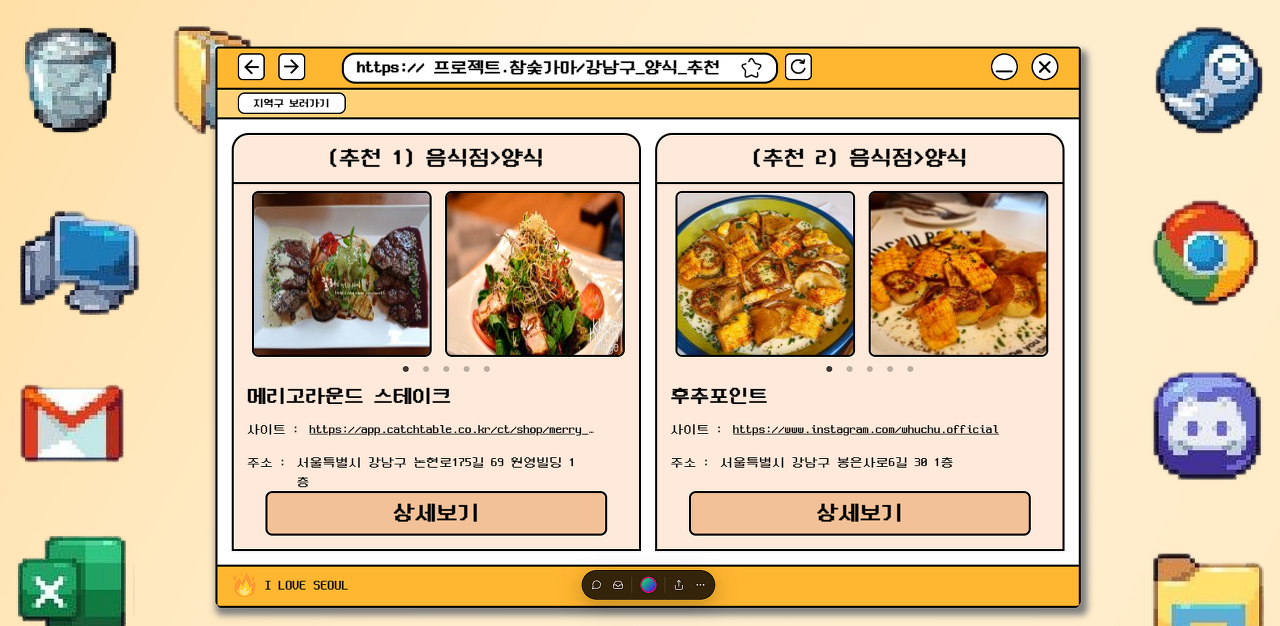 https:// 프로젝트.참숯가마/강남구_양식_추천
지역구 보러가기
(추천 1) 음식점>양식
메리고라운드 스테이크
사이트 : https://app.catchtable.co.kr/ct/shop/merry_…
주소 : 서울특별시 강남구 논현로175길 69 원영빌딩 1
층
상세보기
(추천 2) 음식점>양식
후추포인트
사이트 : https://www.instagram.com/whuchu.official
주소 : 서울특별시 강남구 봉은사로6길 30 1층
상세보기
I LOVE SEOUL